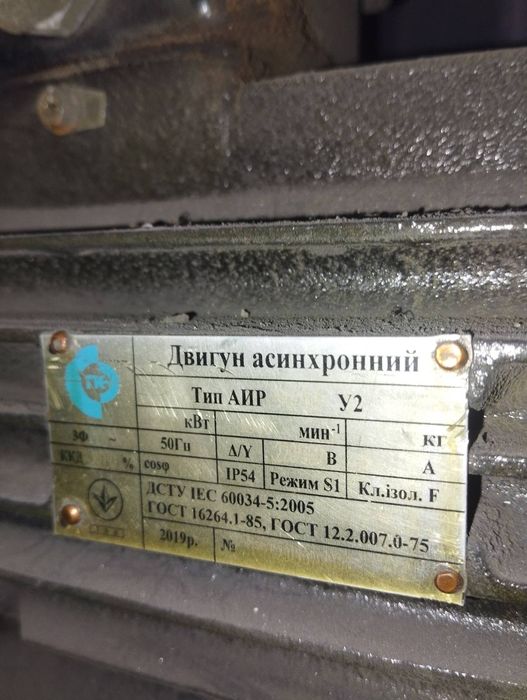 Двигун асинхронний
Тип АИР У2
кВт мин-1 кг
3Ф ~ 50Гц Δ/Y В А
ККД % cosφ IP54 Режим S1 Кл.ізол. F
ДСТУ IEC 60034-5:2005
ГОСТ 16264.1-85, ГОСТ 12.2.007.0-75
2019р. №